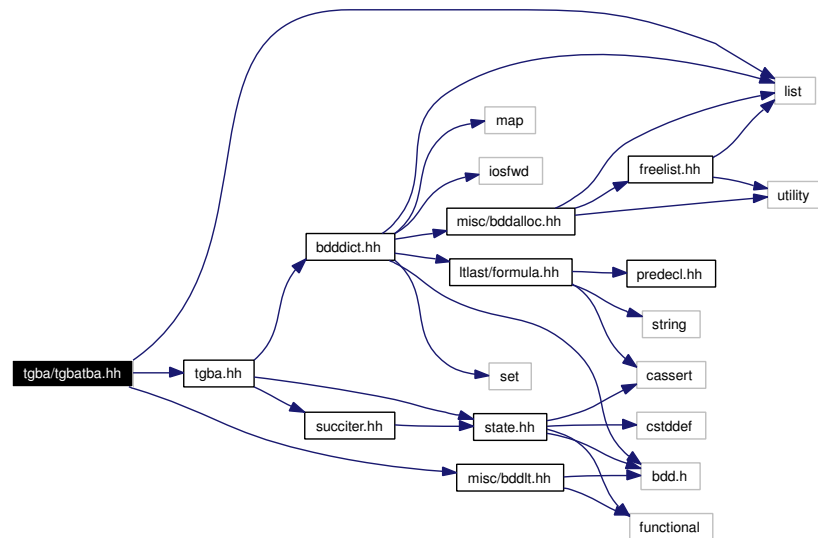 list
map
iosfwd
freelist.hh
utility
misc/bddalloc.hh
bdddict.hh
ltlast/formula.hh
predecl.hh
string
tgba/tgbatba.hh
tgba.hh
set
cassert
succiter.hh
state.hh
cstddef
misc/bddlt.hh
bdd.h
functional